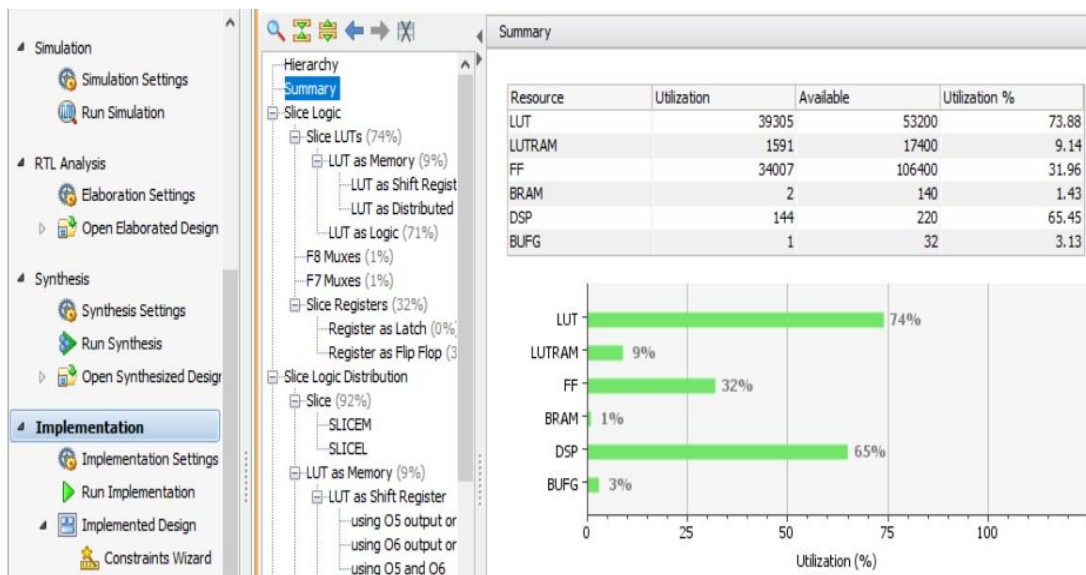 Simulation
Simulation Settings
Run Simulation
RTL Analysis
Elaboration Settings
Open Elaborated Design
Synthesis
Synthesis Settings
Run Synthesis
Open Synthesized Desigr
Implementation
Implementation Settings
Run Implementation
Implemented Design
Constraints Wizard
Hierarchy
Summary
Slice Logic
Slice LUTs (74%)
LUT as Memory (9%)
LUT as Shift Regist
LUT as Distributed
LUT as Logic (71%)
F8 Muxes (1%)
F7 Muxes (1%)
Slice Registers (32%)
Register as Latch (0%
Register as Flip Flop (3
Slice Logic Distribution
Slice (92%)
SLICEM
SLICEL
LUT as Memory (9%)
LUT as Shift Register
using O5 output or
using O6 output or
using O5 and O6
Summary
Resource Utilization Available Utilization %
LUT 39305 53200 73.88
LUTRAM 1591 17400 9.14
FF 34007 106400 31.96
BRAM 2 140 1.43
DSP 144 220 65.45
BUFG 1 32 3.13
LUT 74%
LUTRAM 9%
FF 32%
BRAM 1%
DSP 65%
BUFG 3%
0 25 50 75 100
Utilization (%)